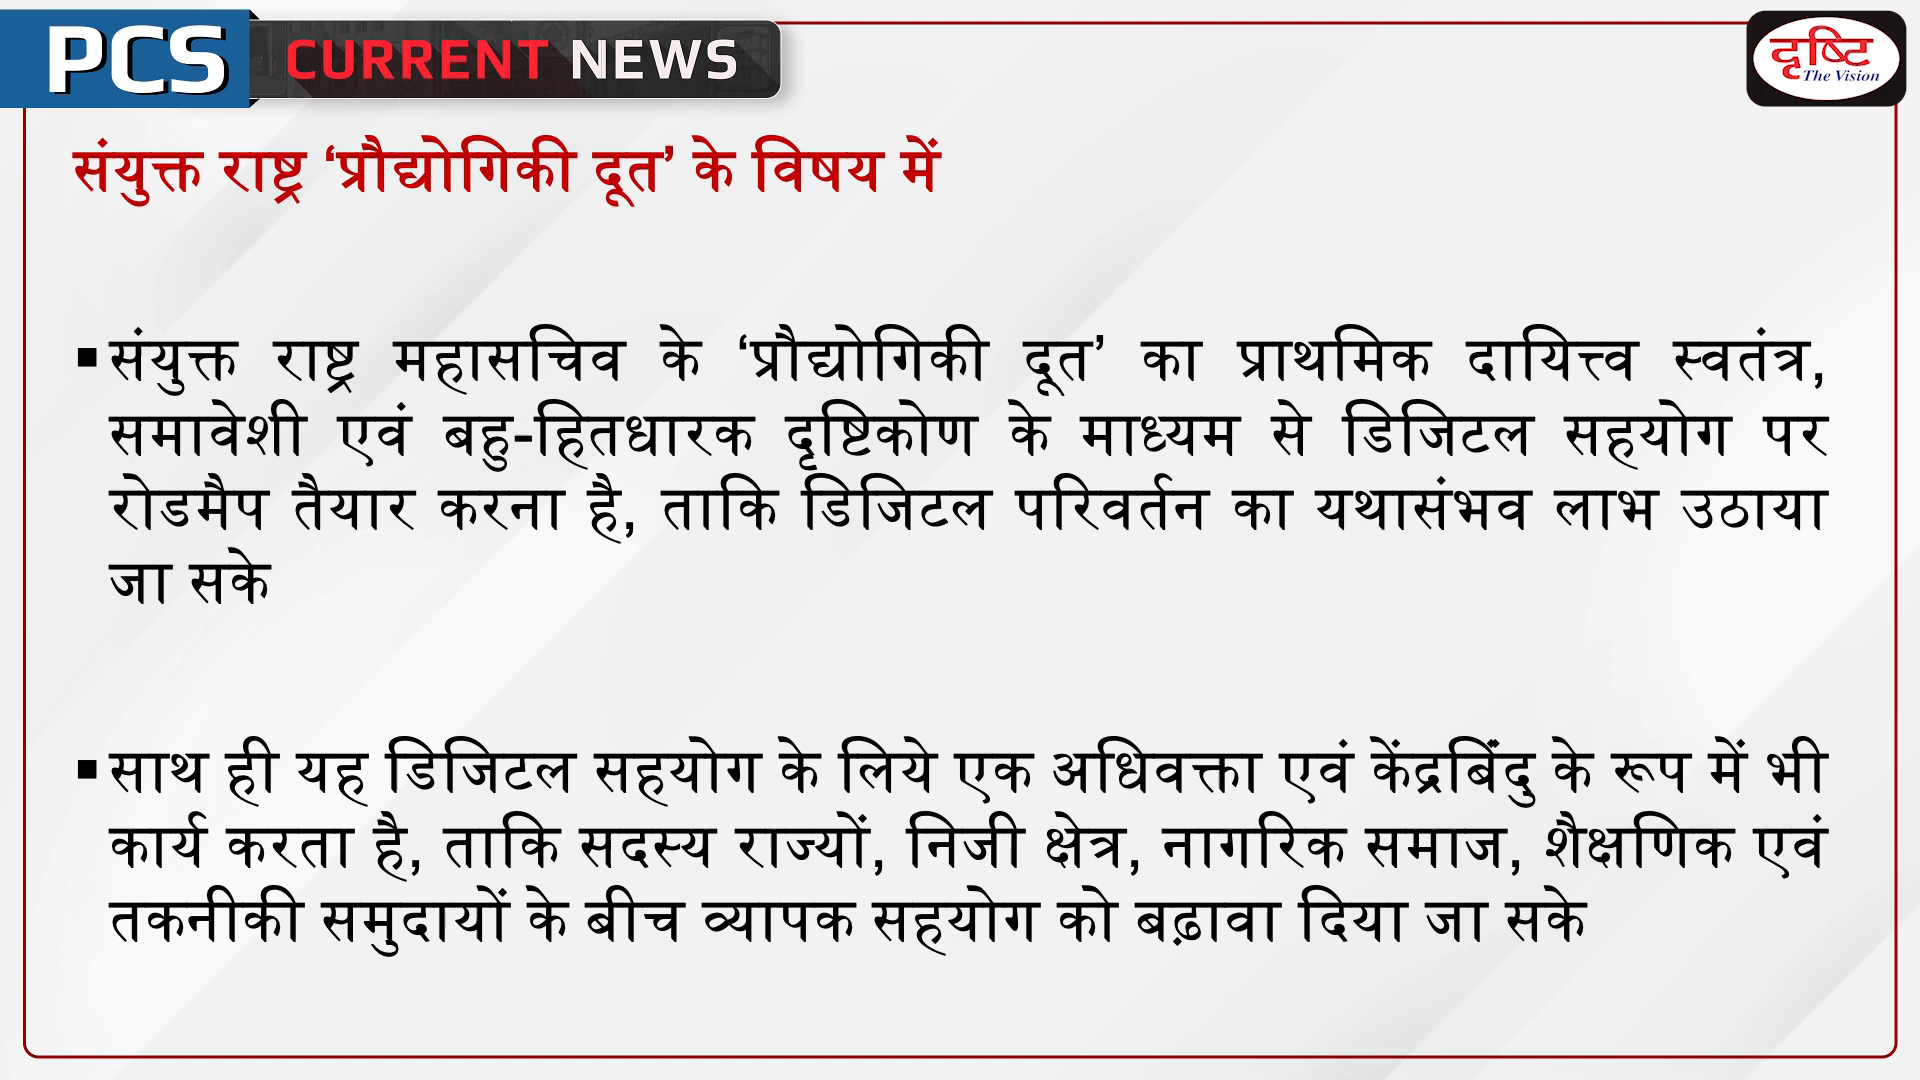 PCS CURRENT NEWS
दृष्टि
The Vision
संयुक्त राष्ट्र ‘प्रौद्योगिकी दूत’ के विषय में
▪संयुक्त राष्ट्र महासचिव के ‘प्रौद्योगिकी दूत’ का प्राथमिक दायित्त्व स्वतंत्र,
समावेशी एवं बहु-हितधारक दृष्टिकोण के माध्यम से डिजिटल सहयोग पर
रोडमैप तैयार करना है, ताकि डिजिटल परिवर्तन का यथासंभव लाभ उठाया
जा सके
▪साथ ही यह डिजिटल सहयोग के लिये एक अधिवक्ता एवं केंद्रबिंदु के रूप में भी
कार्य करता है, ताकि सदस्य राज्यों, निजी क्षेत्र, नागरिक समाज, शैक्षणिक एवं
तकनीकी समुदायों के बीच व्यापक सहयोग को बढ़ावा दिया जा सके